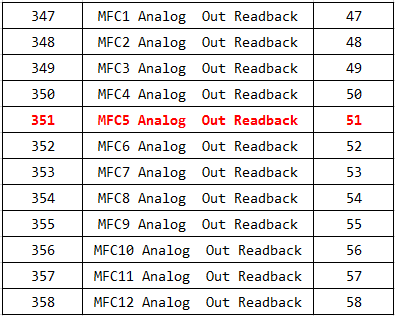 347 MFC1 Analog  Out Readback 47
348 MFC2 Analog  Out Readback 48
349 MFC3 Analog  Out Readback 49
350 MFC4 Analog  Out Readback 50
351 MFC5 Analog  Out Readback 51
352 MFC6 Analog  Out Readback 52
353 MFC7 Analog  Out Readback 53
354 MFC8 Analog  Out Readback 54
355 MFC9 Analog  Out Readback 55
356 MFC10 Analog  Out Readback 56
357 MFC11 Analog  Out Readback 57
358 MFC12 Analog  Out Readback 58